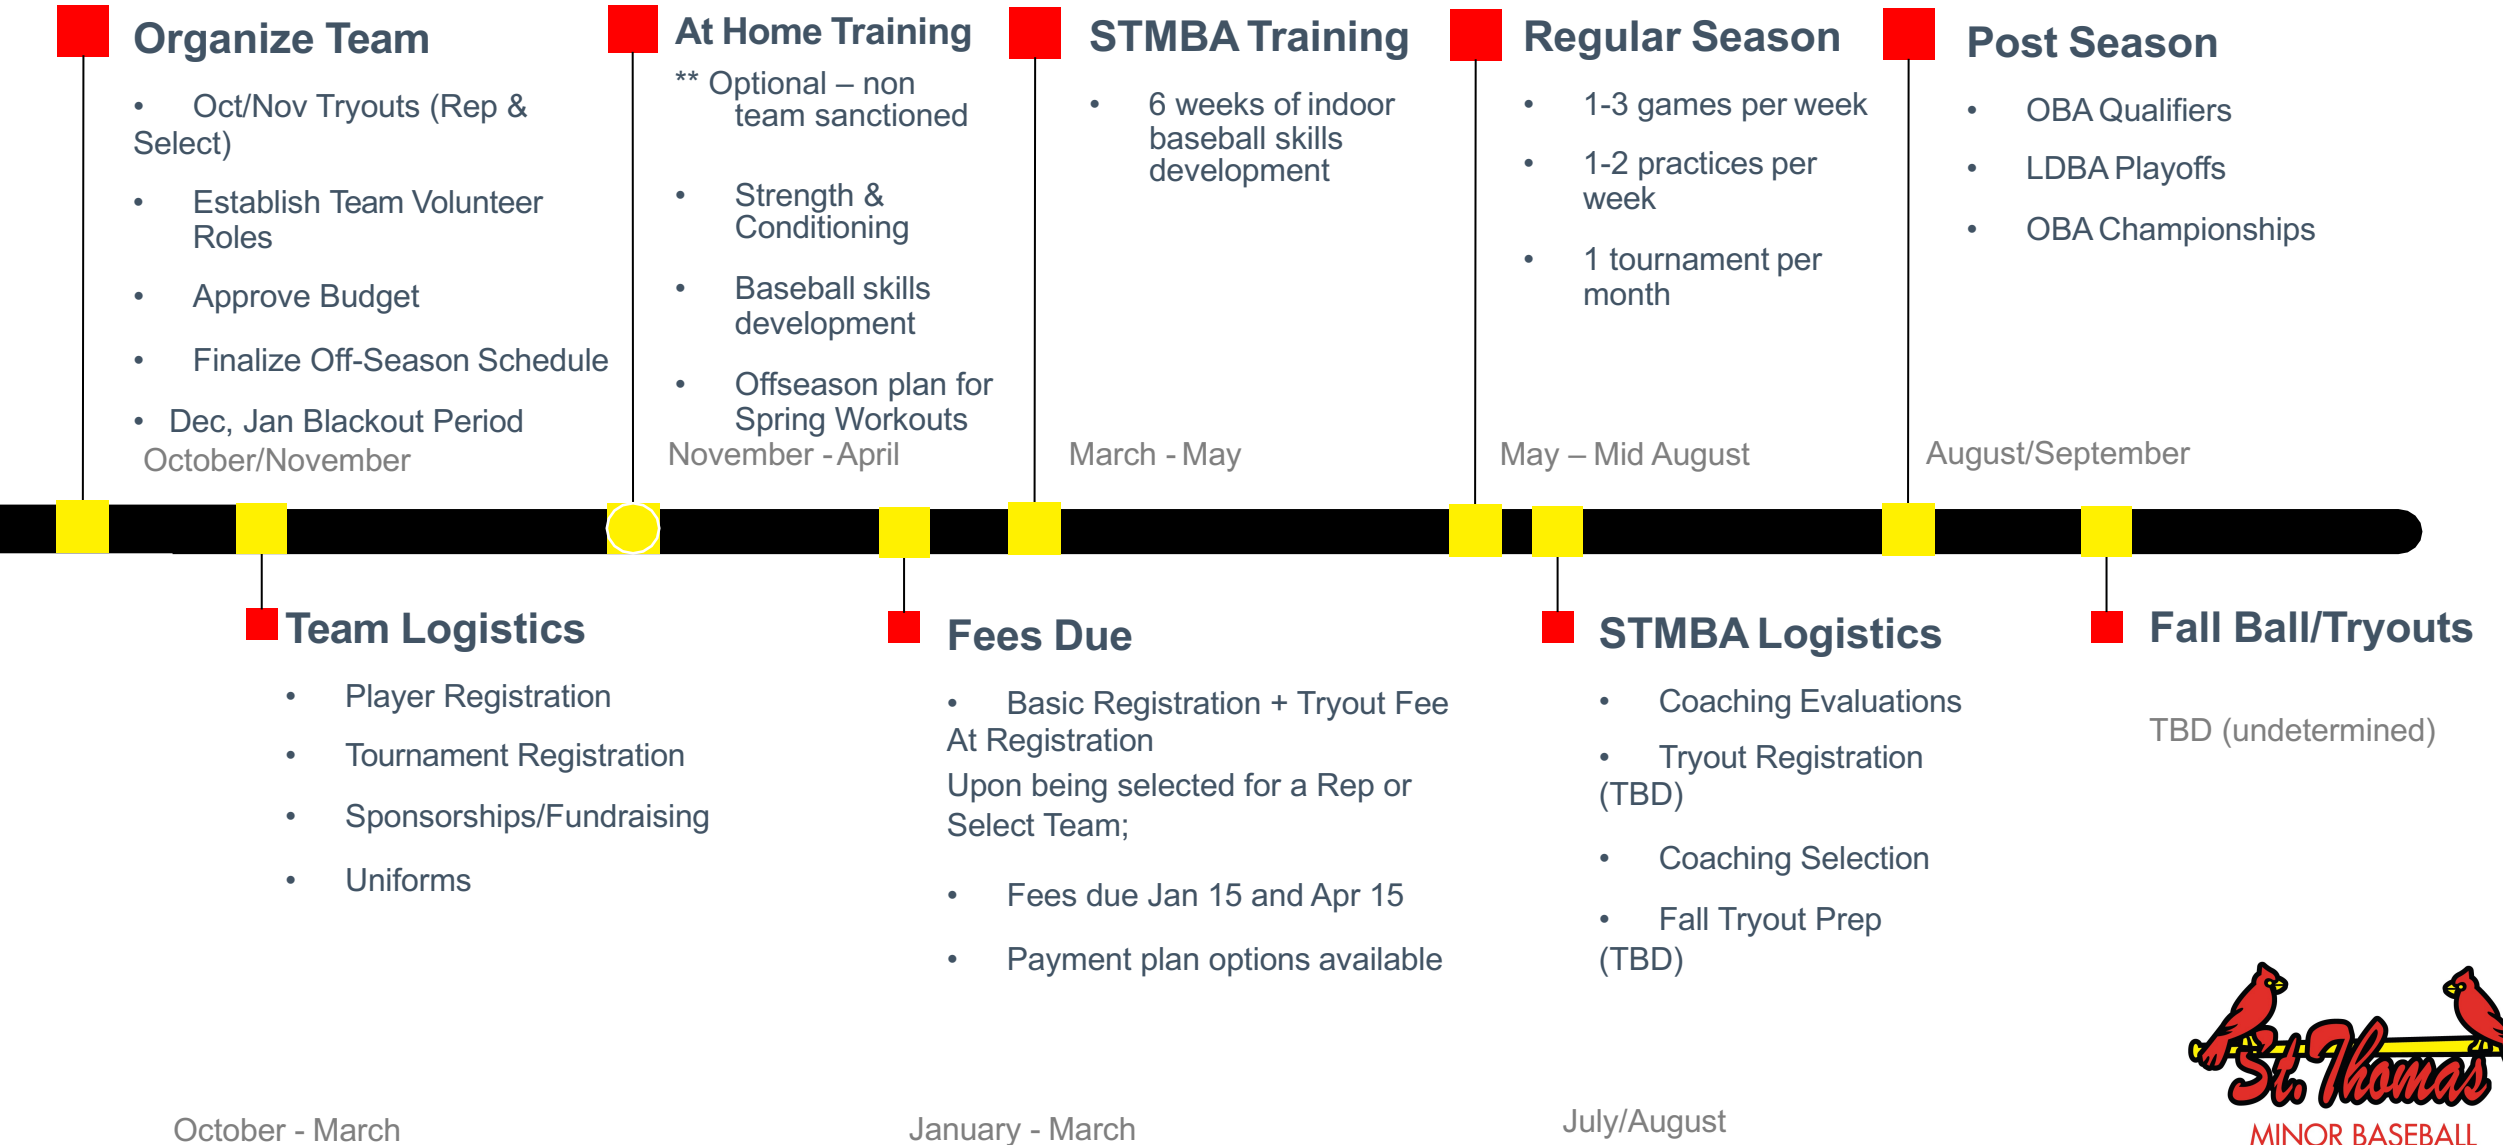 Organize Team
• Oct/Nov Tryouts (Rep &
Select)
• Establish Team Volunteer
Roles
• Approve Budget
• Finalize Off-Season Schedule
• Dec, Jan Blackout Period
October/November
At Home Training
** Optional – non
team sanctioned
• Strength &
Conditioning
• Baseball skills
development
• Offseason plan for
Spring Workouts
November - April
STMBA Training
• 6 weeks of indoor
baseball skills
development
March - May
Regular Season
• 1-3 games per week
• 1-2 practices per
week
• 1 tournament per
month
May – Mid August
Post Season
• OBA Qualifiers
• LDBA Playoffs
• OBA Championships
August/September
Team Logistics
• Player Registration
• Tournament Registration
• Sponsorships/Fundraising
• Uniforms
October - March
Fees Due
• Basic Registration + Tryout Fee
At Registration
Upon being selected for a Rep or
Select Team;
• Fees due Jan 15 and Apr 15
• Payment plan options available
January - March
STMBA Logistics
• Coaching Evaluations
• Tryout Registration
(TBD)
• Coaching Selection
• Fall Tryout Prep
(TBD)
July/August
Fall Ball/Tryouts
TBD (undetermined)
St. Thomas
MINOR BASEBALL